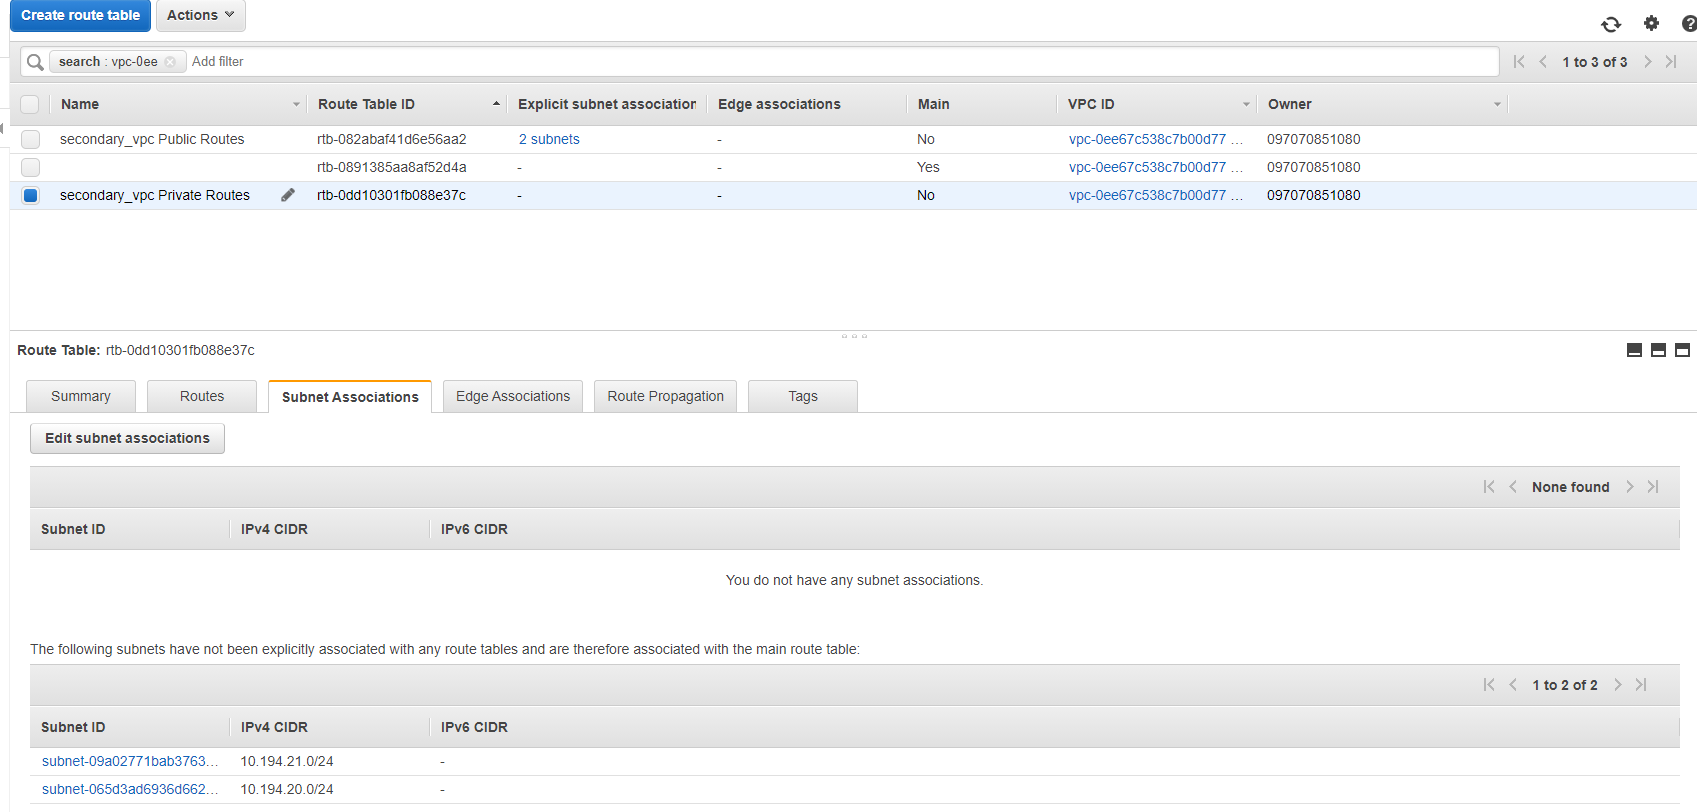 Create route table Actions
search : vpc-0ee Add filter 1 to 3 of 3
Name Route Table ID Explicit subnet association Edge associations Main VPC ID Owner
secondary_vpc Public Routes rtb-082abaf41d6e56aa2 2 subnets - No vpc-0ee67c538c7b00d77 ... 097070851080
rtb-0891385aa8af52d4a - - Yes vpc-0ee67c538c7b00d77 ... 097070851080
secondary_vpc Private Routes rtb-0dd10301fb088e37c - - No vpc-0ee67c538c7b00d77 ... 097070851080
Route Table: rtb-0dd10301fb088e37c
Summary Routes Subnet Associations Edge Associations Route Propagation Tags
Edit subnet associations
None found
Subnet ID IPv4 CIDR IPv6 CIDR
You do not have any subnet associations.
The following subnets have not been explicitly associated with any route tables and are therefore associated with the main route table:
1 to 2 of 2
Subnet ID IPv4 CIDR IPv6 CIDR
subnet-09a02771bab3763... 10.194.21.0/24 -
subnet-065d3ad6936d662... 10.194.20.0/24 -